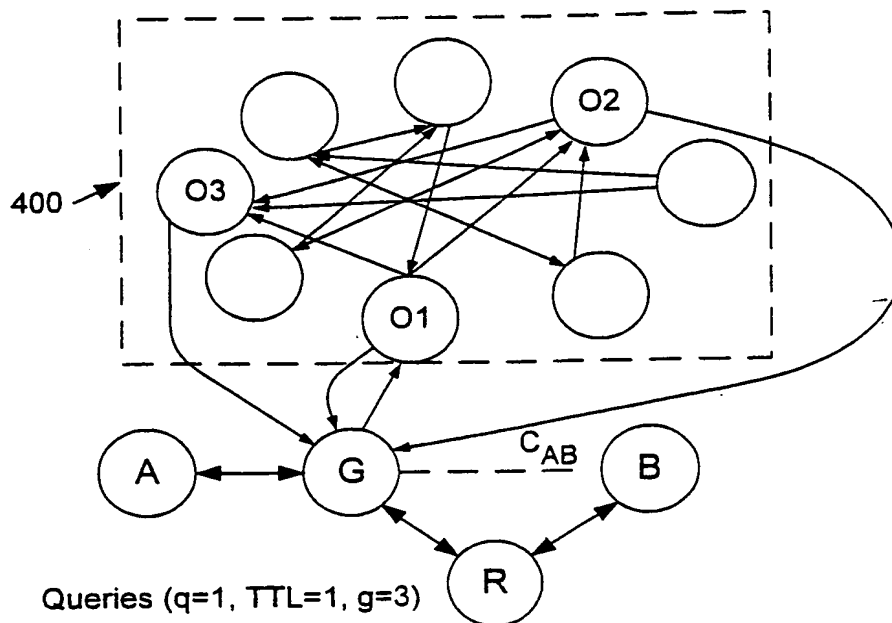 O2
O3
400
O1
C_AB
A
G
B
R
Queries (q=1, TTL=1, g=3)